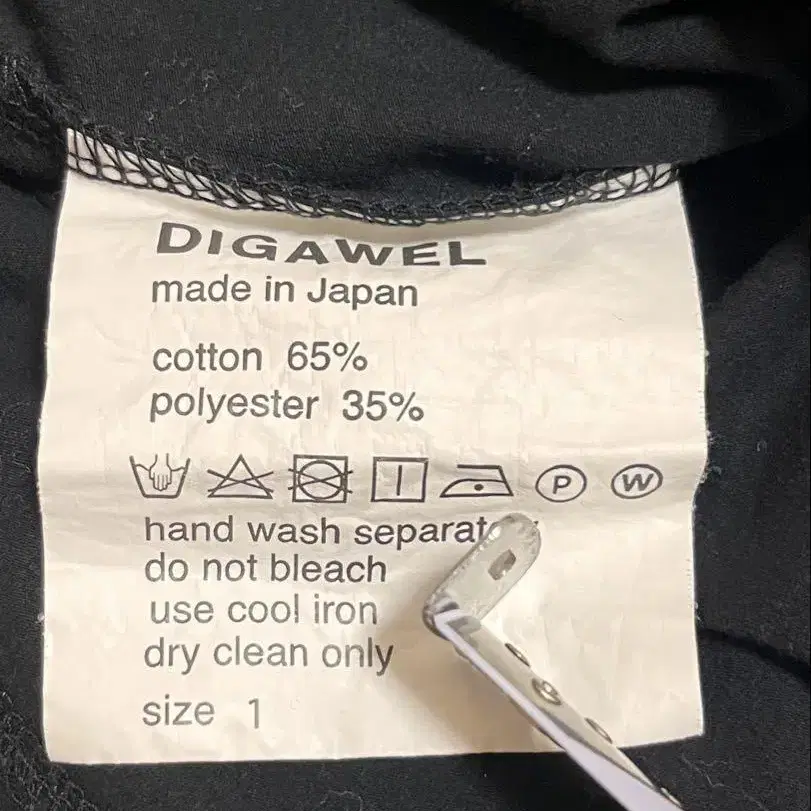 DIGAWEL
made in Japan
cotton 65%
polyester 35%
P W
hand wash
do not bleach
use cool iron
dry clean only
size 1